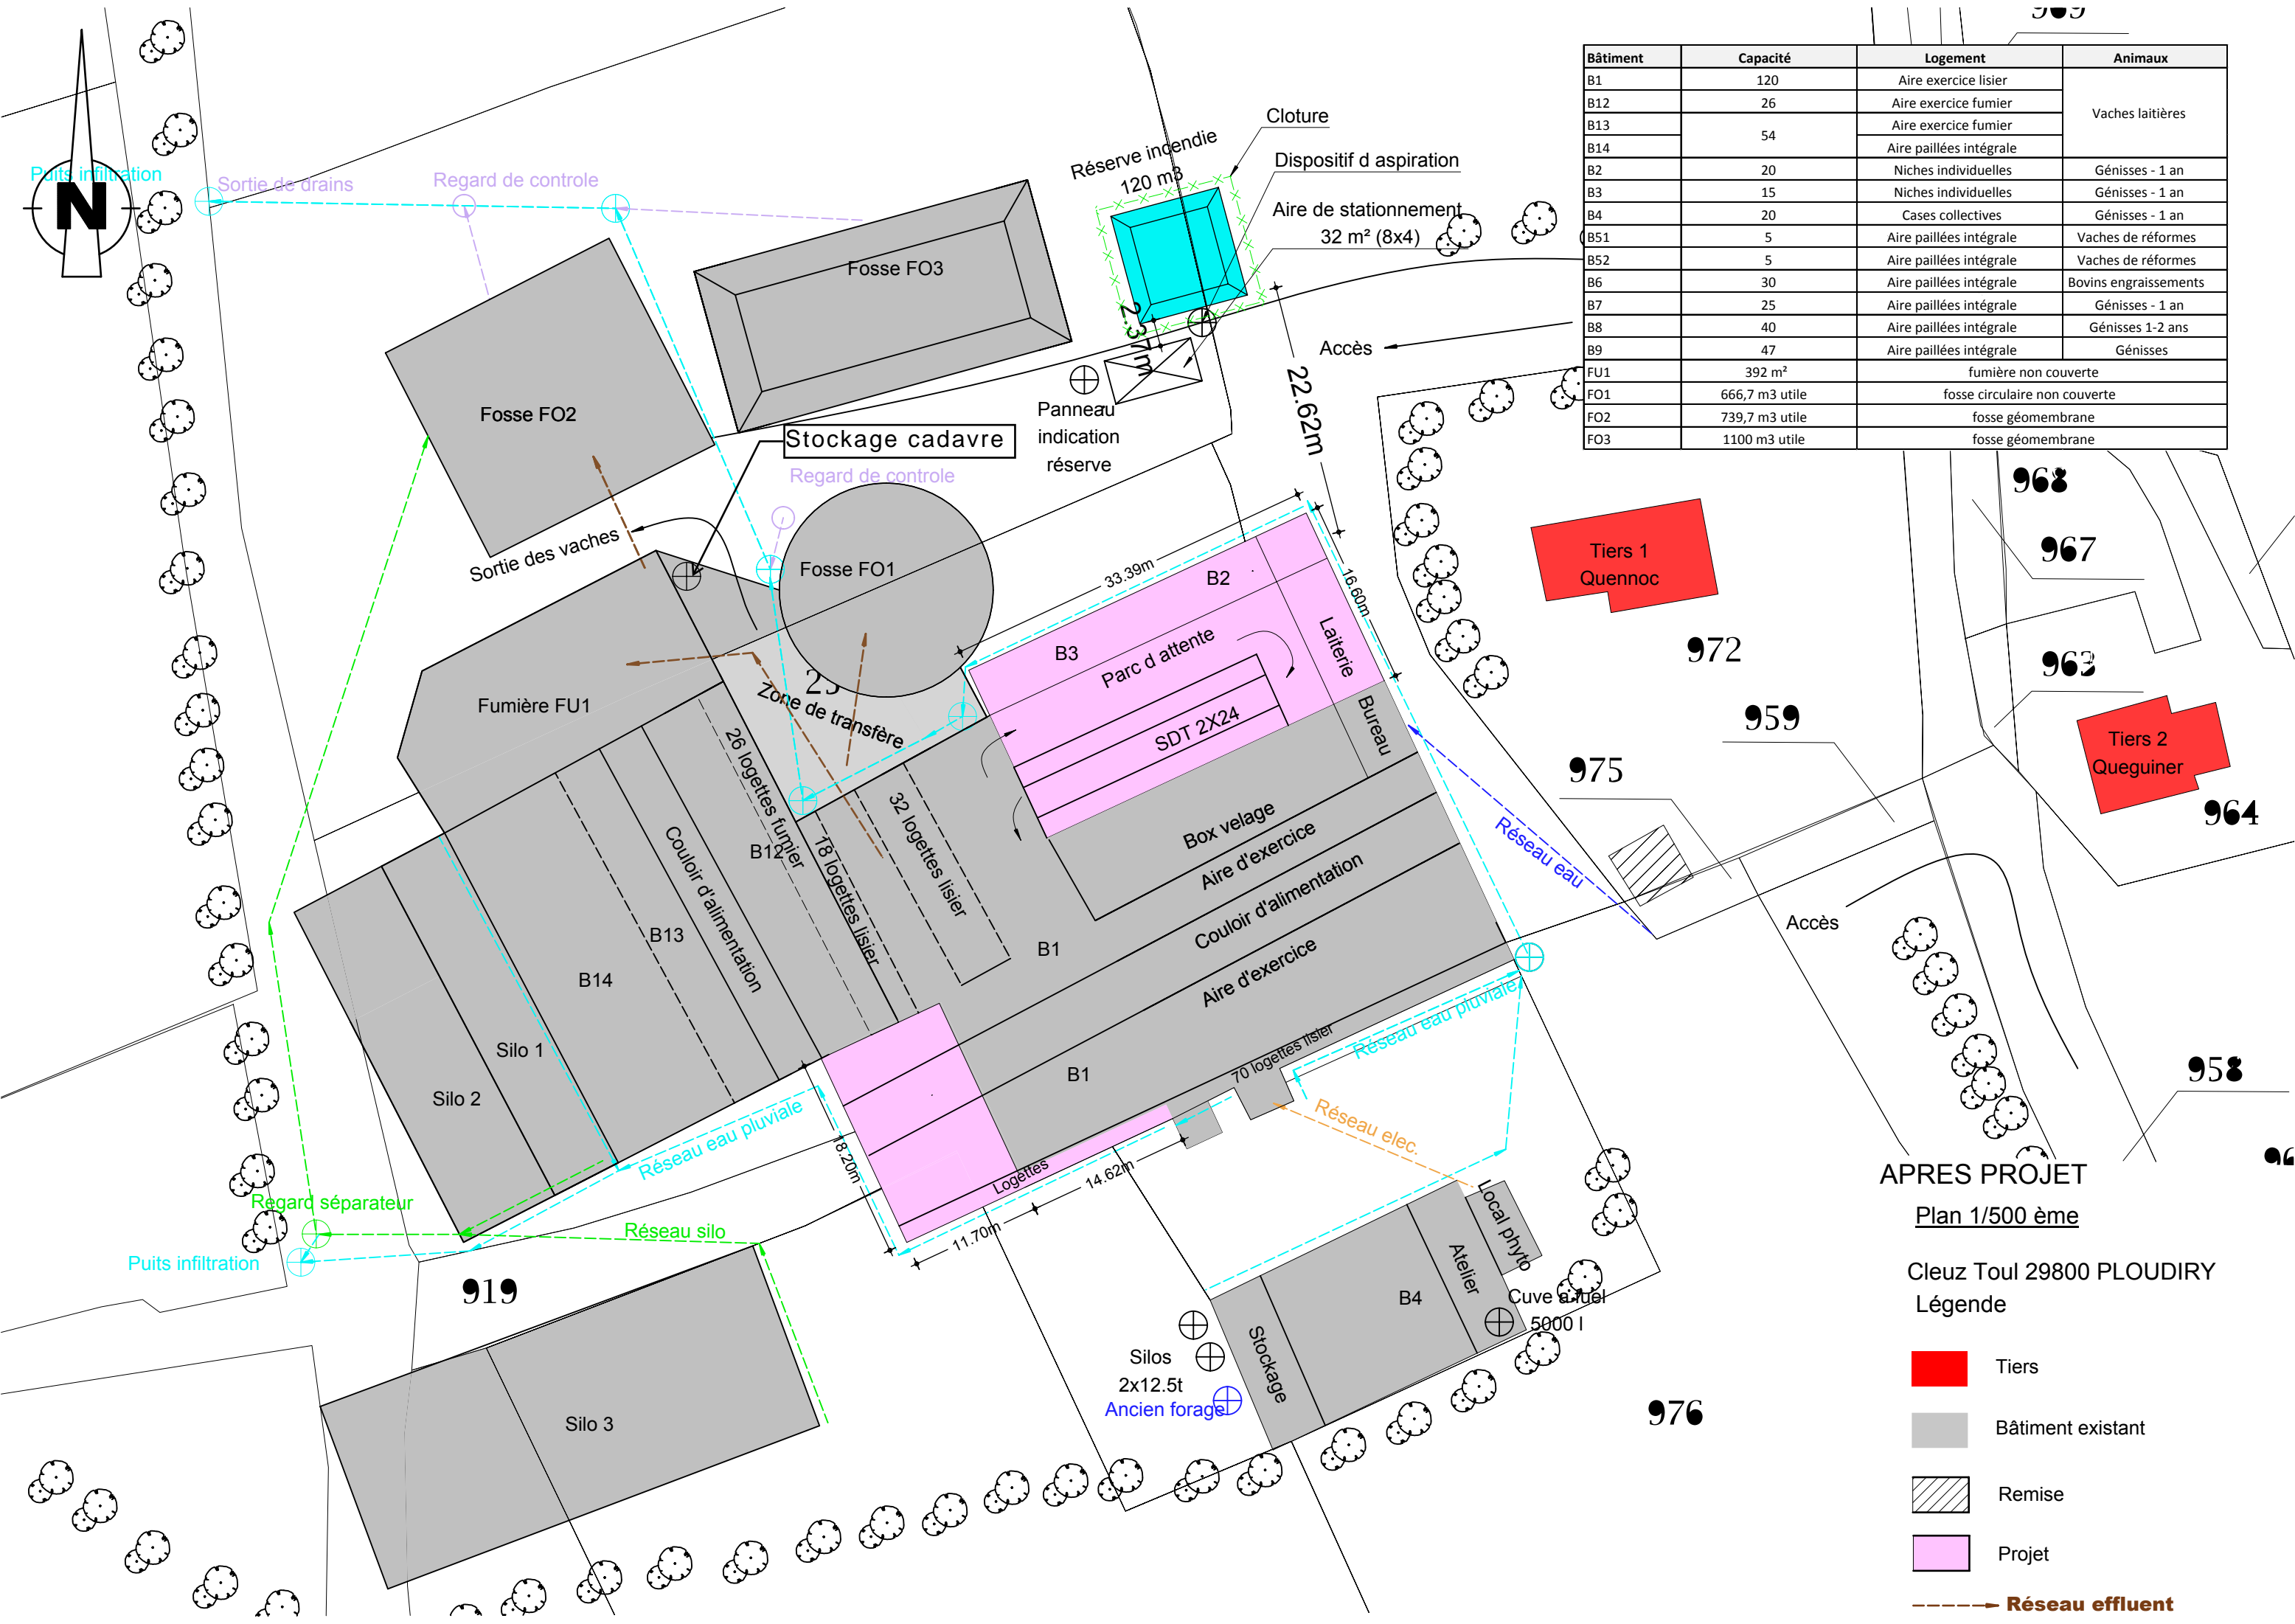 Bâtiment Capacité Logement Animaux
B1 120 Aire exercice lisier Vaches laitières
B12 26 Aire exercice fumier
B13 54 Aire exercice fumier
B14 Aire paillées intégrale
B2 20 Niches individuelles Génisses - 1 an
B3 15 Niches individuelles Génisses - 1 an
B4 20 Cases collectives Génisses - 1 an
B51 5 Aire paillées intégrale Vaches de réformes
B52 5 Aire paillées intégrale Vaches de réformes
B6 30 Aire paillées intégrale Bovins engraissements
B7 25 Aire paillées intégrale Génisses - 1 an
B8 40 Aire paillées intégrale Génisses 1-2 ans
B9 47 Aire paillées intégrale Génisses
FU1 392 m² fumière non couverte
FO1 666,7 m3 utile fosse circulaire non couverte
FO2 739,7 m3 utile fosse géomembrane
FO3 1100 m3 utile fosse géomembrane
N
Puits infiltration
Sortie de drains
Regard de controle
Réserve incendie
120 m3
Cloture
Dispositif d aspiration
Aire de stationnement
32 m² (8x4)
Fosse FO3
2.37m
22.62m
Accès
Fosse FO2
Panneau
indication
réserve
Stockage cadavre
Regard de controle
Sortie des vaches
Fosse FO1
33.39m
16.60m
B2
B3
Parc d attente
Laiterie
Bureau
SDT 2X24
Fumière FU1
Zone de transfère
26 logettes fumier
18 logettes lisier
32 logettes lisier
B12
Couloir d'alimentation
B13
B14
Box velage
Aire d'exercice
Couloir d'alimentation
Aire d'exercice
B1
B1
Silo 1
Silo 2
70 logettes lisier
Réseau eau pluviale
Réseau eau pluviale
Réseau eau
Réseau elec.
18.20m
Logettes
11.70m
14.62m
Regard séparateur
Réseau silo
Puits infiltration
919
Silo 3
Local phyto
Atelier
B4
Stockage
Cuve a fuel
5000 l
Silos
2x12.5t
Ancien forage
Tiers 1
Quennoc
972
968
967
963
959
975
Tiers 2
Queguiner
964
Accès
958
976
APRES PROJET
Plan 1/500 ème
Cleuz Toul 29800 PLOUDIRY
Légende
Tiers
Bâtiment existant
Remise
Projet
Réseau effluent